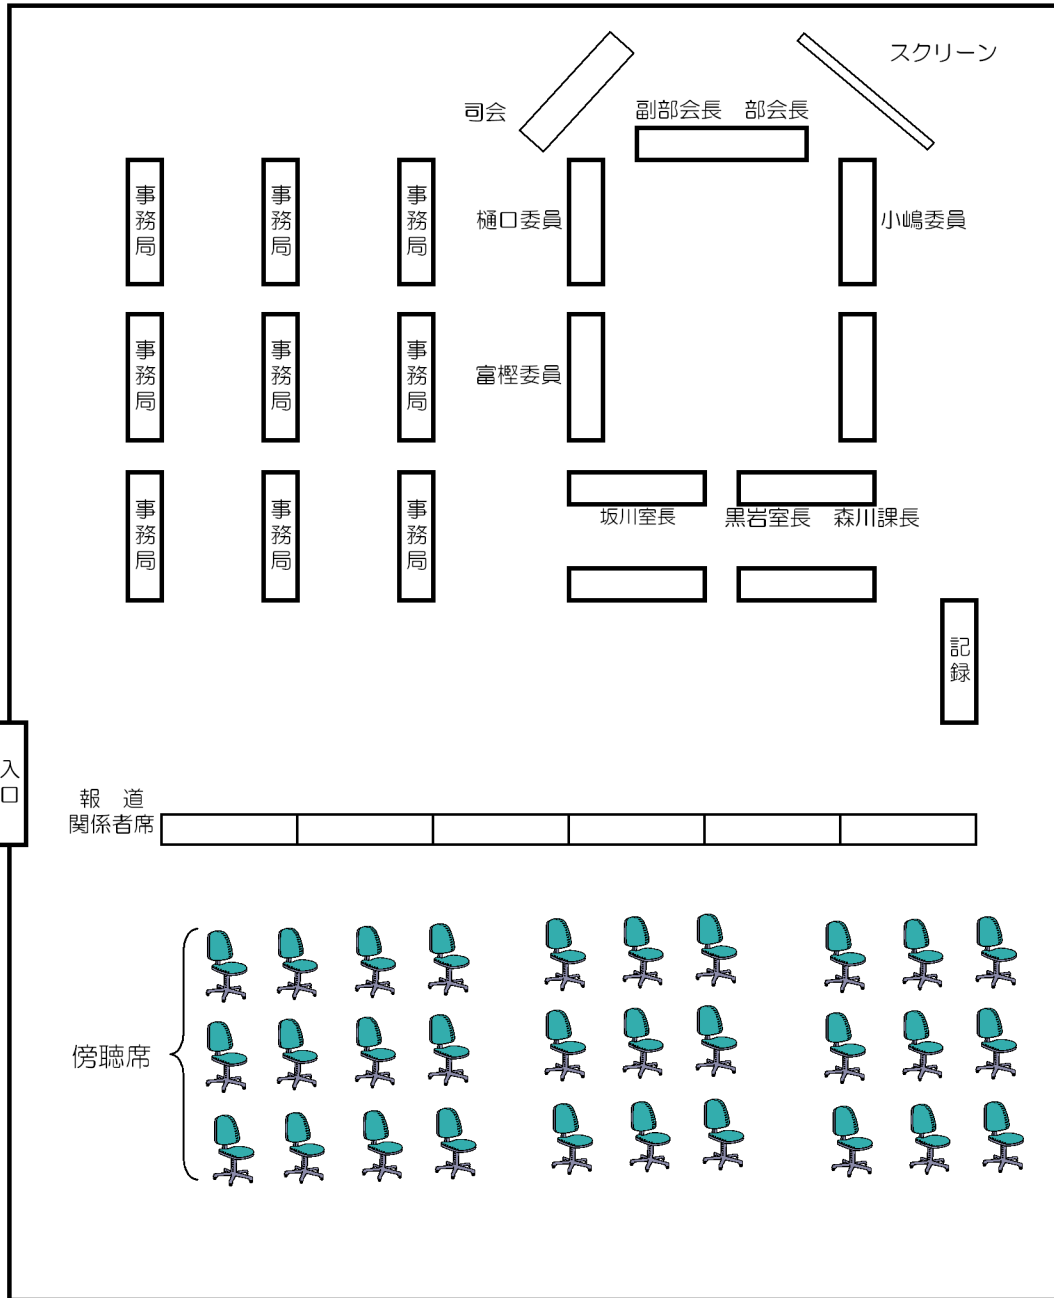 スクリーン
司会
副部会長　部会長
事務局
事務局
事務局
樋口委員
小嶋委員
事務局
事務局
事務局
富樫委員
事務局
事務局
事務局
坂川室長
黒岩室長　森川課長
記録
入口
報　道
関係者席
傍聴席